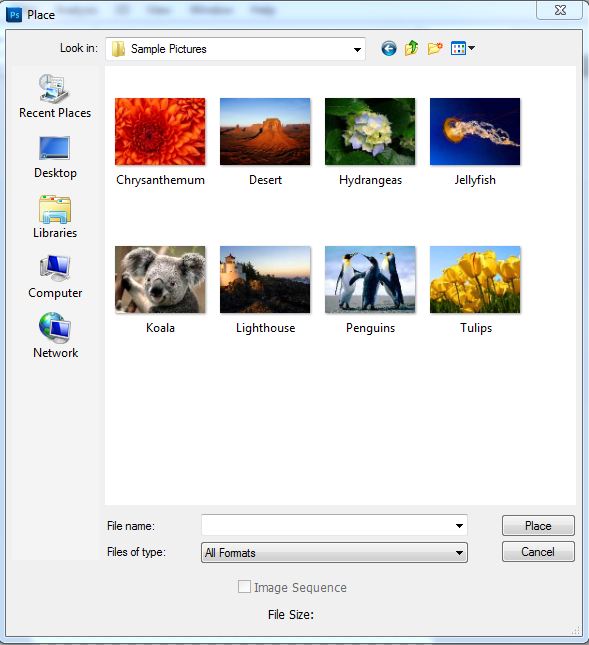 Ps Place
Analysis 3D View Window Help
Look in: Sample Pictures
Recent Places
Desktop
Libraries
Computer
Network
Chrysanthemum Desert Hydrangeas Jellyfish
Koala Lighthouse Penguins Tulips
File name: Place
Files of type: All Formats Cancel
Image Sequence
File Size: